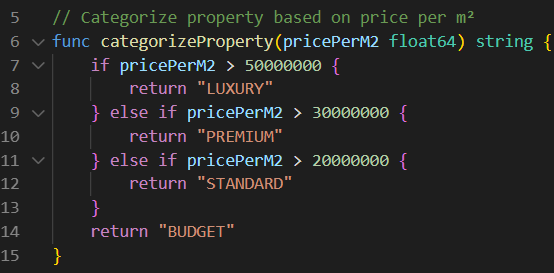 5 // Categorize property based on price per m²
6 func categorizeProperty(pricePerM2 float64) string {
7     if pricePerM2 > 50000000 {
8         return "LUXURY"
9     } else if pricePerM2 > 30000000 {
10         return "PREMIUM"
11     } else if pricePerM2 > 20000000 {
12         return "STANDARD"
13     }
14     return "BUDGET"
15 }